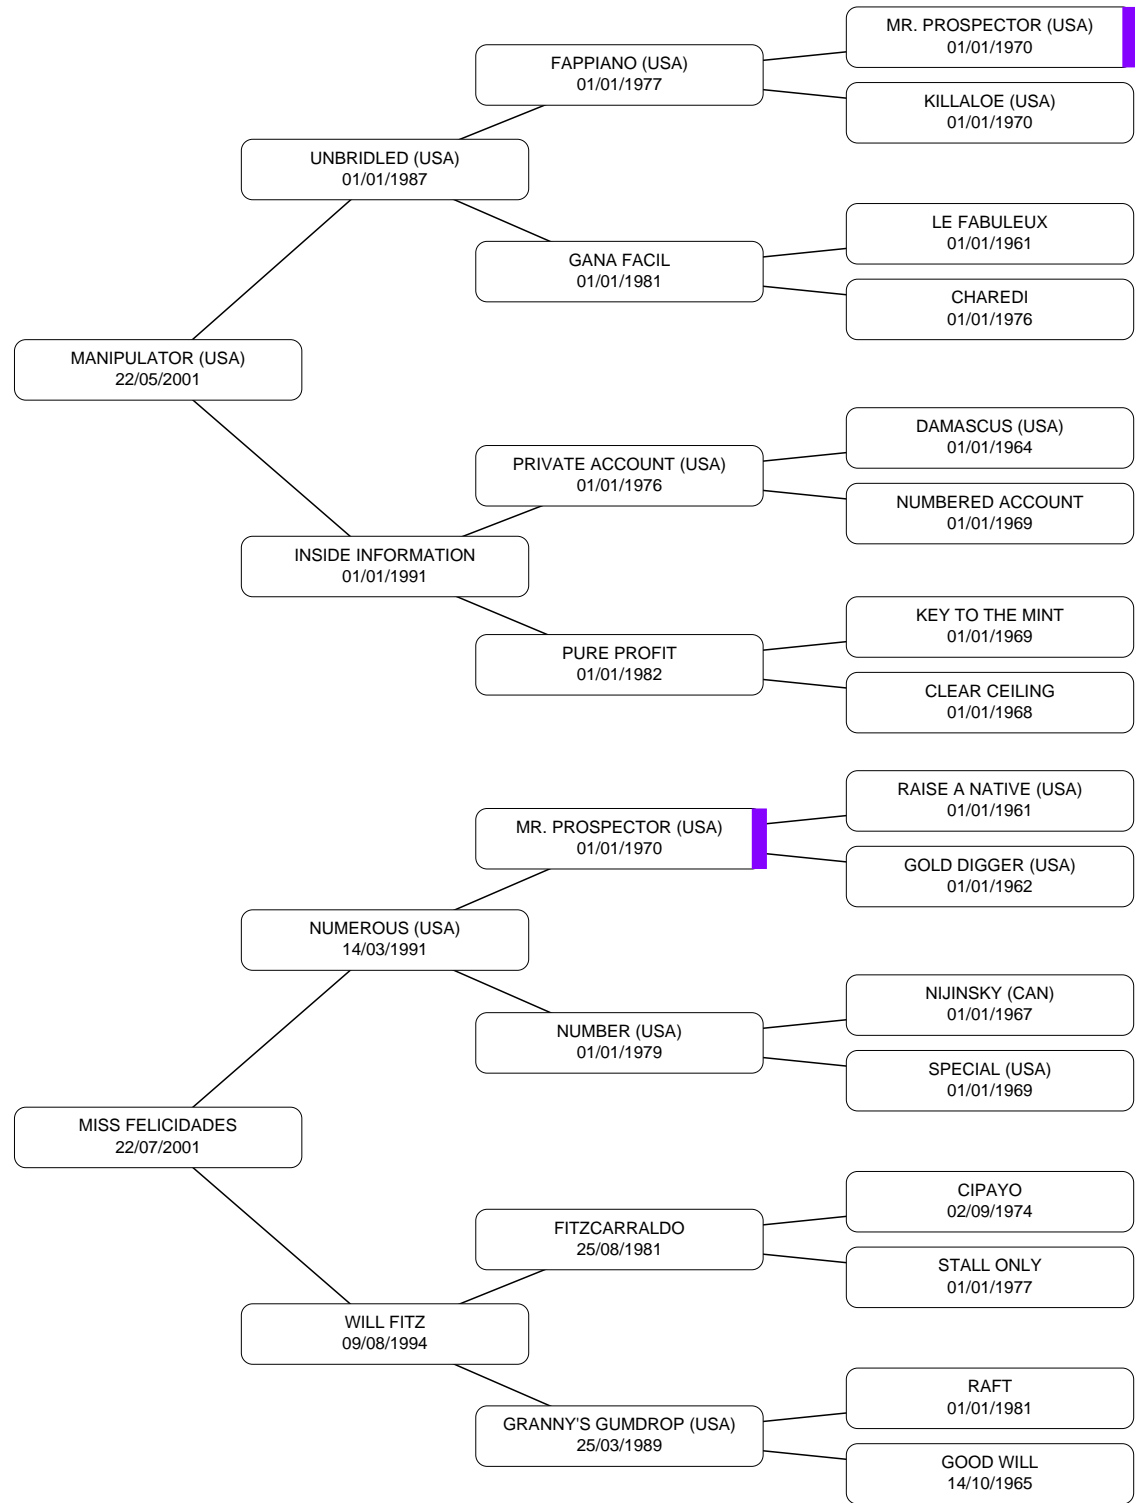 MR. PROSPECTOR (USA)
01/01/1970
FAPPIANO (USA)
01/01/1977
KILLALOE (USA)
01/01/1970
UNBRIDLED (USA)
01/01/1987
LE FABULEUX
01/01/1961
GANA FACIL
01/01/1981
CHAREDI
01/01/1976
MANIPULATOR (USA)
22/05/2001
DAMASCUS (USA)
01/01/1964
PRIVATE ACCOUNT (USA)
01/01/1976
NUMBERED ACCOUNT
01/01/1969
INSIDE INFORMATION
01/01/1991
KEY TO THE MINT
01/01/1969
PURE PROFIT
01/01/1982
CLEAR CEILING
01/01/1968
RAISE A NATIVE (USA)
01/01/1961
MR. PROSPECTOR (USA)
01/01/1970
GOLD DIGGER (USA)
01/01/1962
NUMEROUS (USA)
14/03/1991
NIJINSKY (CAN)
01/01/1967
NUMBER (USA)
01/01/1979
SPECIAL (USA)
01/01/1969
MISS FELICIDADES
22/07/2001
CIPAYO
02/09/1974
FITZCARRALDO
25/08/1981
STALL ONLY
01/01/1977
WILL FITZ
09/08/1994
RAFT
01/01/1981
GRANNY'S GUMDROP (USA)
25/03/1989
GOOD WILL
14/10/1965